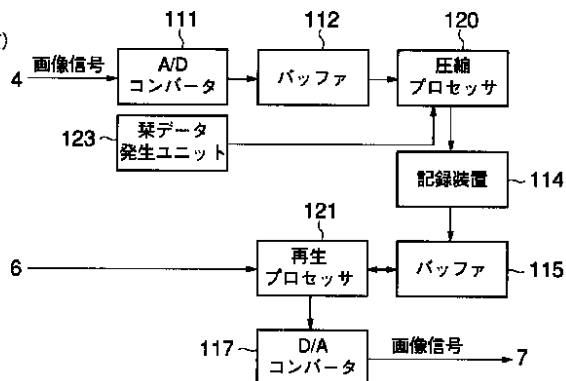 111
112
120
4
画像信号
A/D
コンバータ
バッファ
圧縮
プロセッサ
123
栞データ
発生ユニット
記録装置
114
121
6
再生
プロセッサ
バッファ
115
117
D/A
コンバータ
画像信号
7